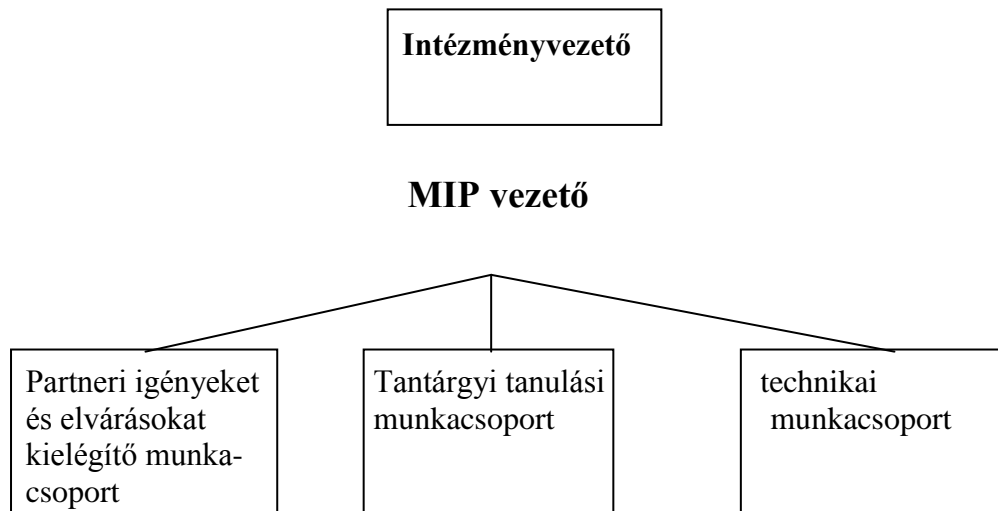 Intézményvezető
MIP vezető
Partneri igényeket
és elvárásokat
kielégítő munka-
csoport
Tantárgyi tanulási
munkacsoport
technikai
munkacsoport